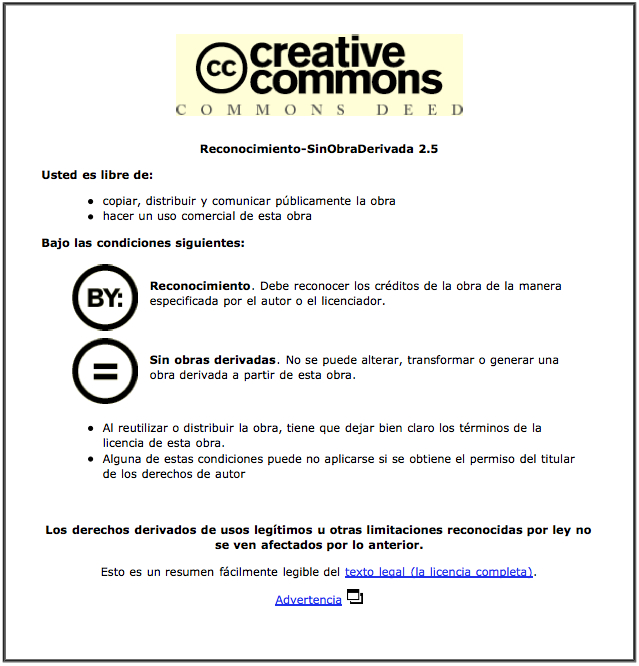 cc creative
commons
COMMONS DEED
Reconocimiento-SinObraDerivada 2.5
Usted es libre de:
copiar, distribuir y comunicar públicamente la obra
hacer un uso comercial de esta obra
Bajo las condiciones siguientes:
BY:
Reconocimiento. Debe reconocer los créditos de la obra de la manera
especificada por el autor o el licenciador.
=
Sin obras derivadas. No se puede alterar, transformar o generar una
obra derivada a partir de esta obra.
Al reutilizar o distribuir la obra, tiene que dejar bien claro los términos de la
licencia de esta obra.
Alguna de estas condiciones puede no aplicarse si se obtiene el permiso del titular
de los derechos de autor
Los derechos derivados de usos legítimos u otras limitaciones reconocidas por ley no
se ven afectados por lo anterior.
Esto es un resumen fácilmente legible del texto legal (la licencia completa).
Advertencia